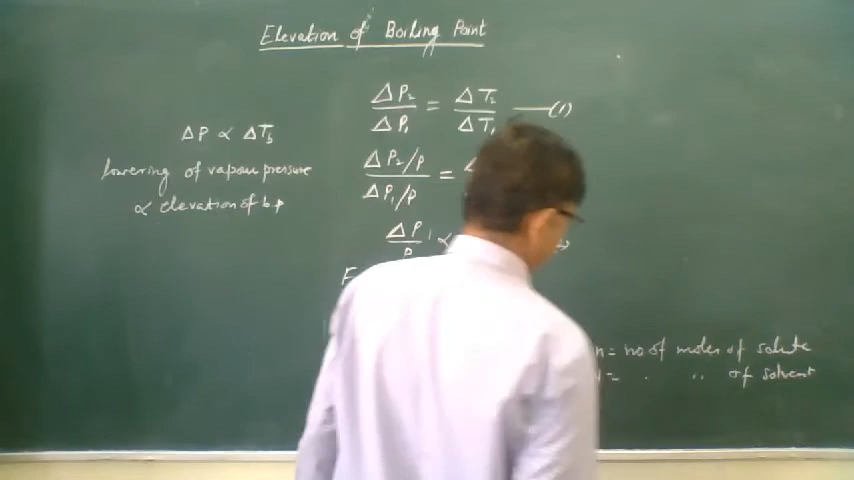 Elevation of Boiling Point
ΔP₂/ΔP₁ = ΔT₂/ΔT₁ —(1)
ΔP ∝ ΔTb
lowering of vapour pressure
∝ elevation of b p
ΔP₂/P / ΔP₁/P =
ΔP/P ∝
n = no of moles of solute
= . .. of solvent